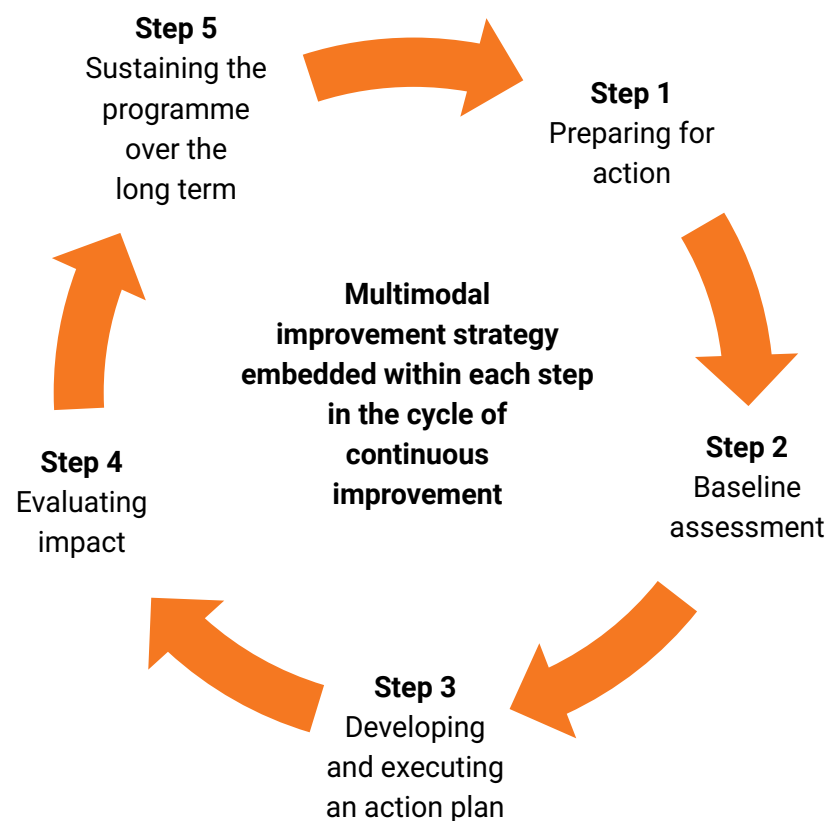 Step 5
Sustaining the
programme
over the
long term
Step 1
Preparing for
action
Multimodal
improvement strategy
embedded within each step
in the cycle of
continuous
improvement
Step 2
Baseline
assessment
Step 4
Evaluating
impact
Step 3
Developing
and executing
an action plan